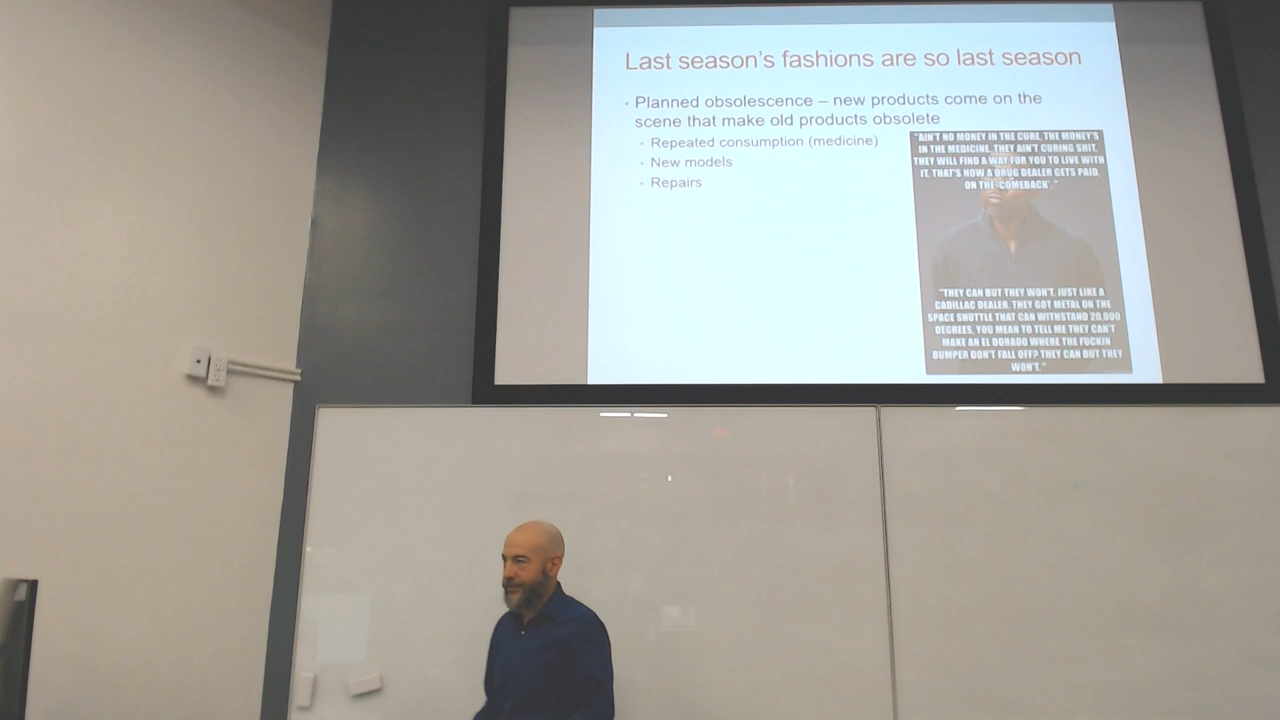 Last season's fashions are so last season
• Planned obsolescence – new products come on the
scene that make old products obsolete
• Repeated consumption (medicine)
• New models
• Repairs
"AIN'T NO MONEY IN THE CURE, THE MONEY'S
IN THE MEDICINE. THEY AIN'T CURING SHIT,
THEY WILL FIND A WAY FOR YOU TO LIVE WITH
IT. THAT'S HOW A DRUG DEALER GETS PAID,
ON THE 'COMEBACK'."
"THEY CAN BUT THEY WON'T. JUST LIKE A
CADILLAC DEALER. THEY GOT METAL ON THE
SPACE SHUTTLE THAT CAN WITHSTAND 20,000
DEGREES. YOU MEAN TO TELL ME THEY CAN'T
MAKE AN EL DORADO WHERE THE FUCKIN
BUMPER DON'T FALL OFF? THEY CAN BUT THEY
WON'T."